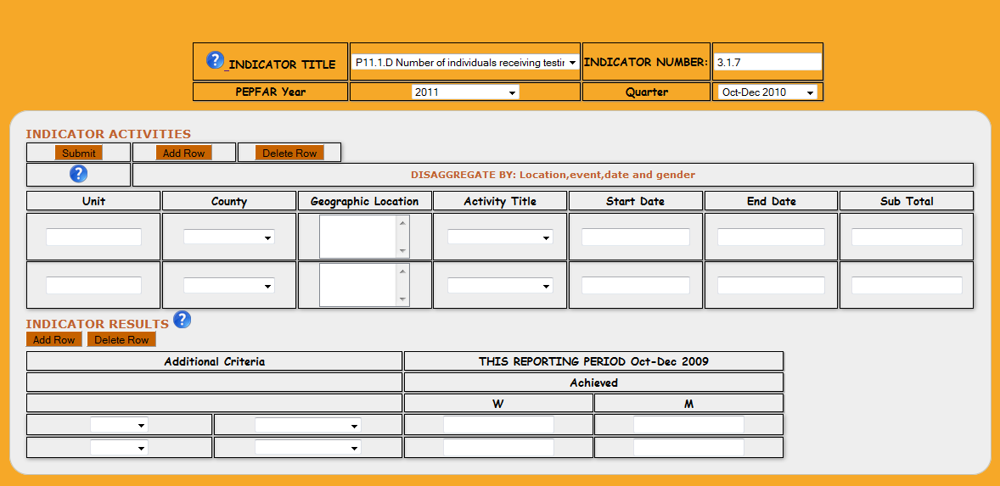 ? INDICATOR TITLE P11.1.D Number of individuals receiving testin INDICATOR NUMBER: 3.1.7
PEPFAR Year 2011 Quarter Oct-Dec 2010
INDICATOR ACTIVITIES
Submit Add Row Delete Row
? DISAGGREGATE BY: Location,event,date and gender
Unit County Geographic Location Activity Title Start Date End Date Sub Total
INDICATOR RESULTS ?
Add Row Delete Row
Additional Criteria THIS REPORTING PERIOD Oct-Dec 2009
Achieved
W M